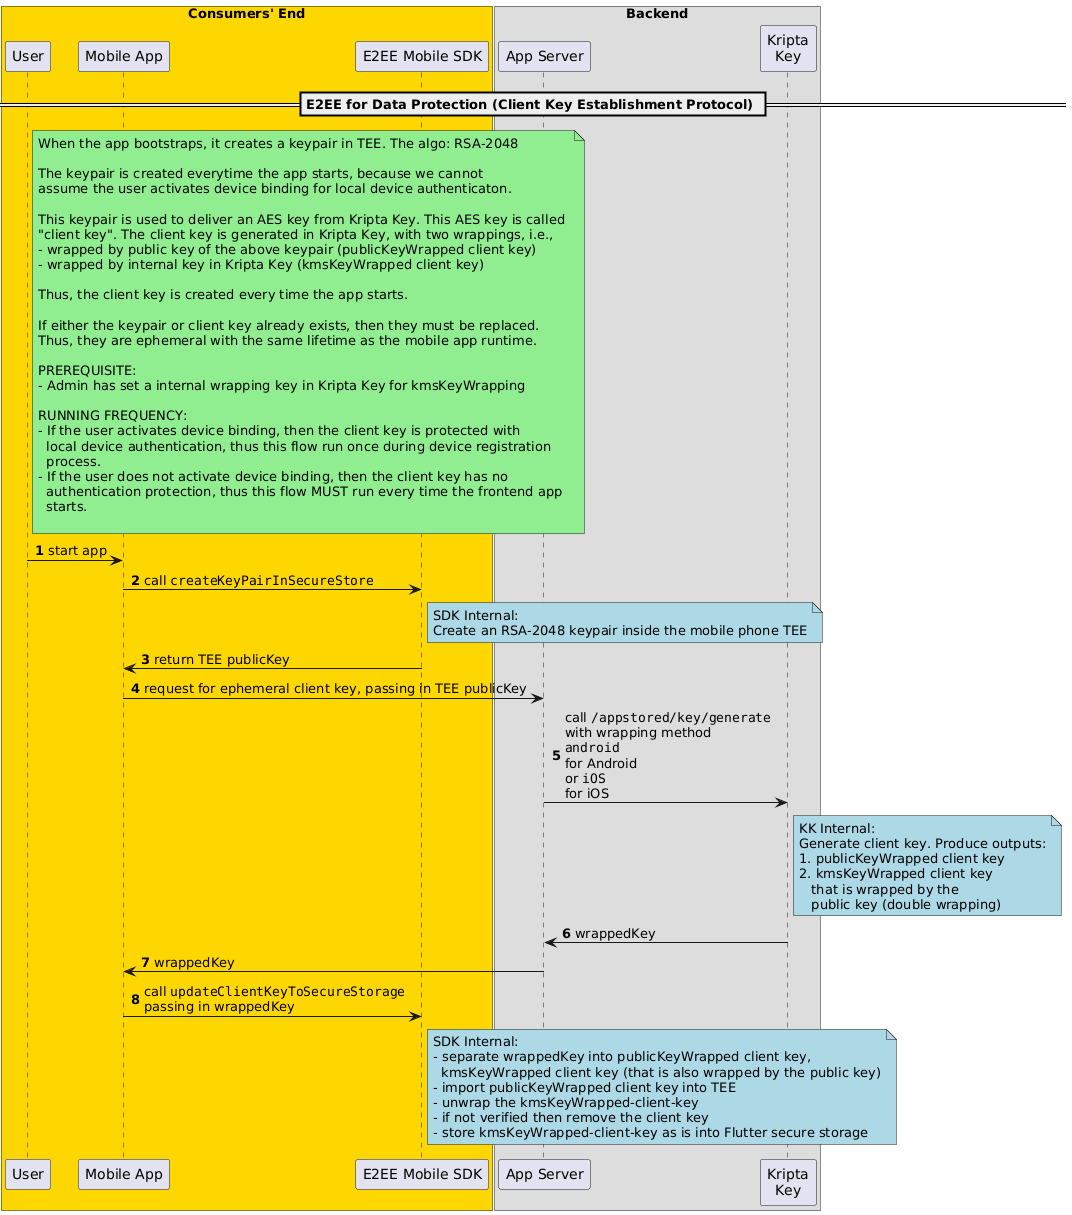 Consumers' End
Backend
User
Mobile App
E2EE Mobile SDK
App Server
Kripta
Key
E2EE for Data Protection (Client Key Establishment Protocol)
When the app bootstraps, it creates a keypair in TEE. The algo: RSA-2048
The keypair is created everytime the app starts, because we cannot
assume the user activates device binding for local device authenticaton.
This keypair is used to deliver an AES key from Kripta Key. This AES key is called
"client key". The client key is generated in Kripta Key, with two wrappings, i.e.,
- wrapped by public key of the above keypair (publicKeyWrapped client key)
- wrapped by internal key in Kripta Key (kmsKeyWrapped client key)
Thus, the client key is created every time the app starts.
If either the keypair or client key already exists, then they must be replaced.
Thus, they are ephemeral with the same lifetime as the mobile app runtime.
PREREQUISITE:
- Admin has set a internal wrapping key in Kripta Key for kmsKeyWrapping
RUNNING FREQUENCY:
- If the user activates device binding, then the client key is protected with
local device authentication, thus this flow run once during device registration
process.
- If the user does not activate device binding, then the client key has no
authentication protection, thus this flow MUST run every time the frontend app
starts.
1 start app
2 call createKeyPairInSecureStore
SDK Internal:
Create an RSA-2048 keypair inside the mobile phone TEE
3 return TEE publicKey
4 request for ephemeral client key, passing in TEE publicKey
call /appstored/key/generate
with wrapping method
android
5 for Android
or iOS
for iOS
KK Internal:
Generate client key. Produce outputs:
1. publicKeyWrapped client key
2. kmsKeyWrapped client key
that is wrapped by the
public key (double wrapping)
6 wrappedKey
7 wrappedKey
8 call updateClientKeyToSecureStorage
passing in wrappedKey
SDK Internal:
- separate wrappedKey into publicKeyWrapped client key,
kmsKeyWrapped client key (that is also wrapped by the public key)
- import publicKeyWrapped client key into TEE
- unwrap the kmsKeyWrapped-client-key
- if not verified then remove the client key
- store kmsKeyWrapped-client-key as is into Flutter secure storage
User
Mobile App
E2EE Mobile SDK
App Server
Kripta
Key